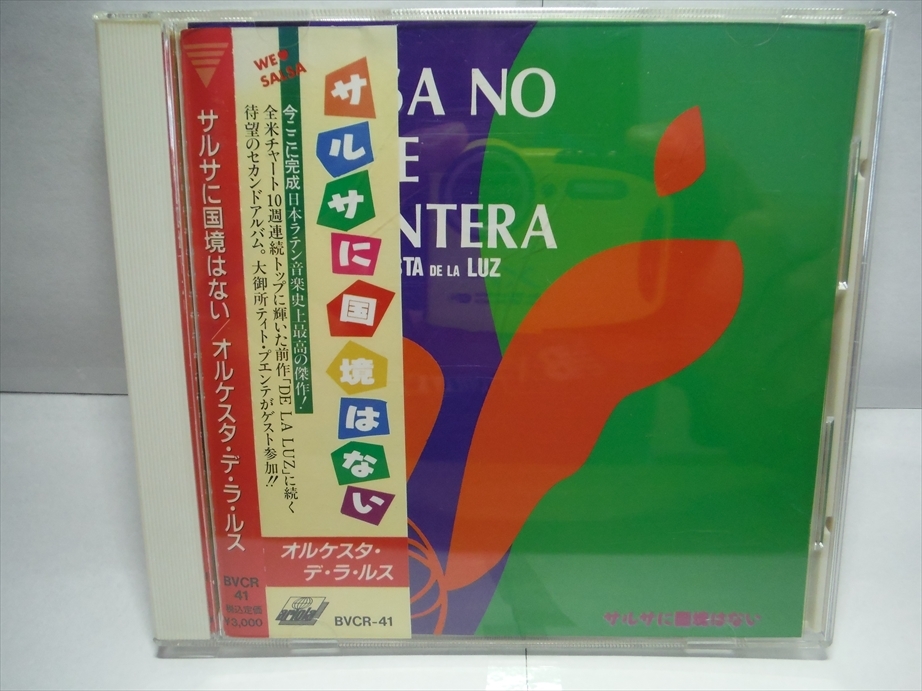 サルサに国境はない/オルケスタ・デ・ラ・ルス
BVCR
41
税込定価
¥3,000
WE♥
SALSA
サルサに国境はない
今ここに完成日本ラテン音楽史上最高の傑作!
全米チャート10週連続トップに輝いた前作「DE LA LUZ」に続く
待望のセカンドアルバム。大御所ティト・プエンテがゲスト参加!!
オルケスタ・
デ・ラ・ルス
ariola
BVCR-41
SA NO
E
NTERA
STA DE LA LUZ
サルサに国境はない